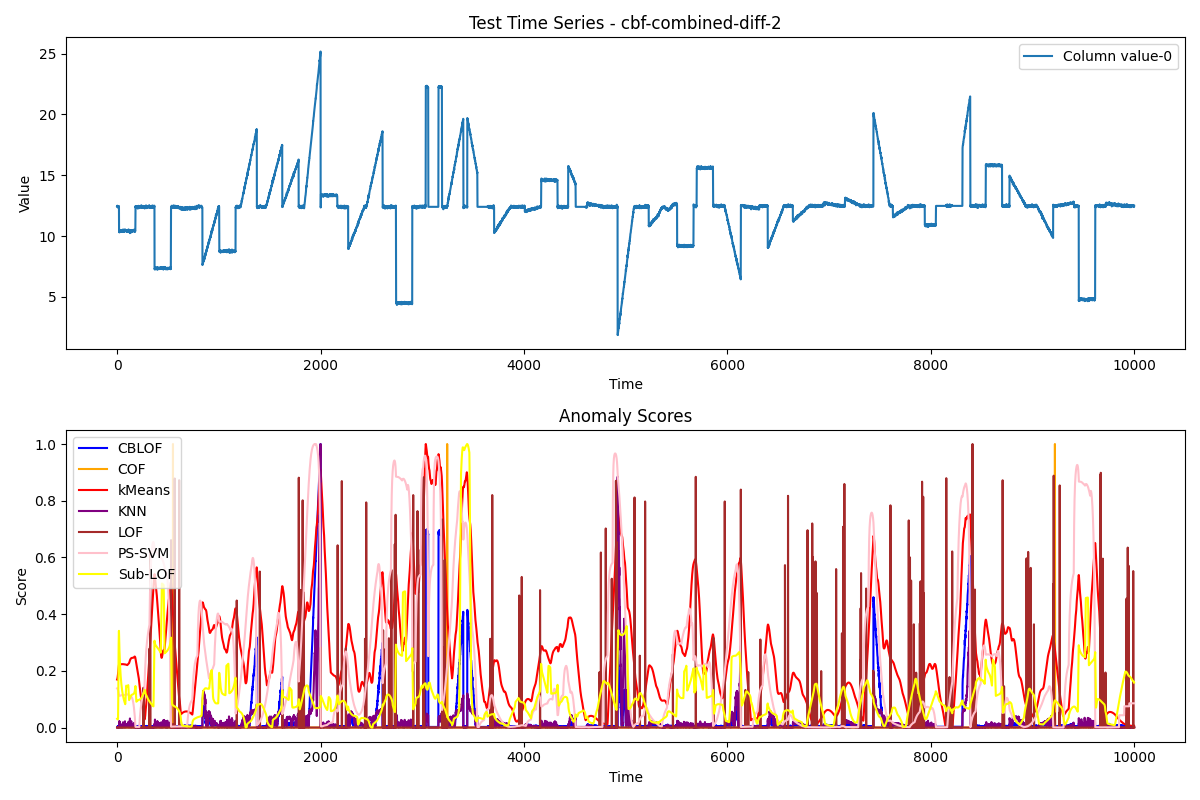 Test Time Series - cbf-combined-diff-2
Column value-0
Value
25
20
15
10
5
0 2000 4000 6000 8000 10000
Time
Anomaly Scores
CBLOF
COF
kMeans
KNN
LOF
PS-SVM
Sub-LOF
Score
1.0
0.8
0.6
0.4
0.2
0.0
0 2000 4000 6000 8000 10000
Time